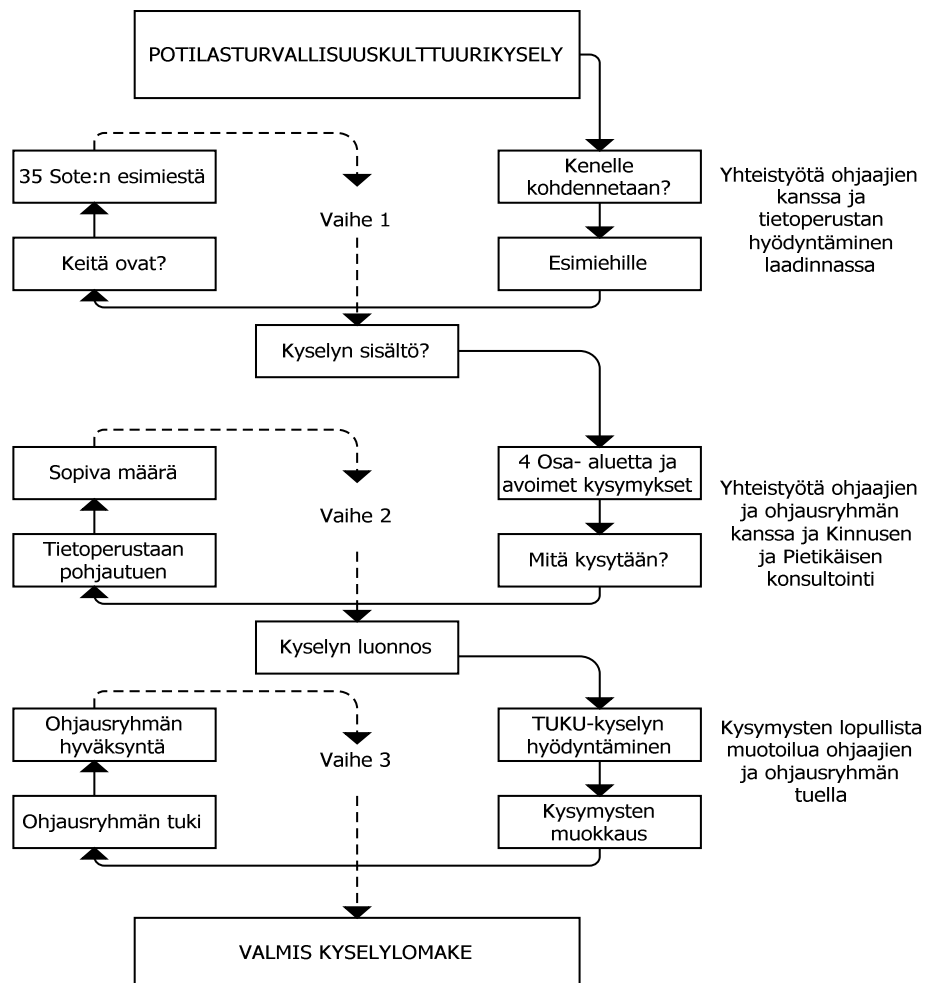 POTILASTURVALLISUUSKULTTUURIKYSELY
35 Sote:n esimiestä
Keitä ovat?
Vaihe 1
Kenelle
kohdennetaan?
Esimiehille
Yhteistyötä ohjaajien
kanssa ja
tietoperustan
hyödyntäminen
laadinnassa
Kyselyn sisältö?
Sopiva määrä
Tietoperustaan
pohjautuen
Vaihe 2
4 Osa- aluetta ja
avoimet kysymykset
Mitä kysytään?
Yhteistyötä ohjaajien
ja ohjausryhmän
kanssa ja Kinnusen
ja Pietikäisen
konsultointi
Kyselyn luonnos
Ohjausryhmän
hyväksyntä
Ohjausryhmän tuki
Vaihe 3
TUKU-kyselyn
hyödyntäminen
Kysymysten
muokkaus
Kysymysten lopullista
muotoilua ohjaajien
ja ohjausryhmän
tuella
VALMIS KYSELYLOMAKE